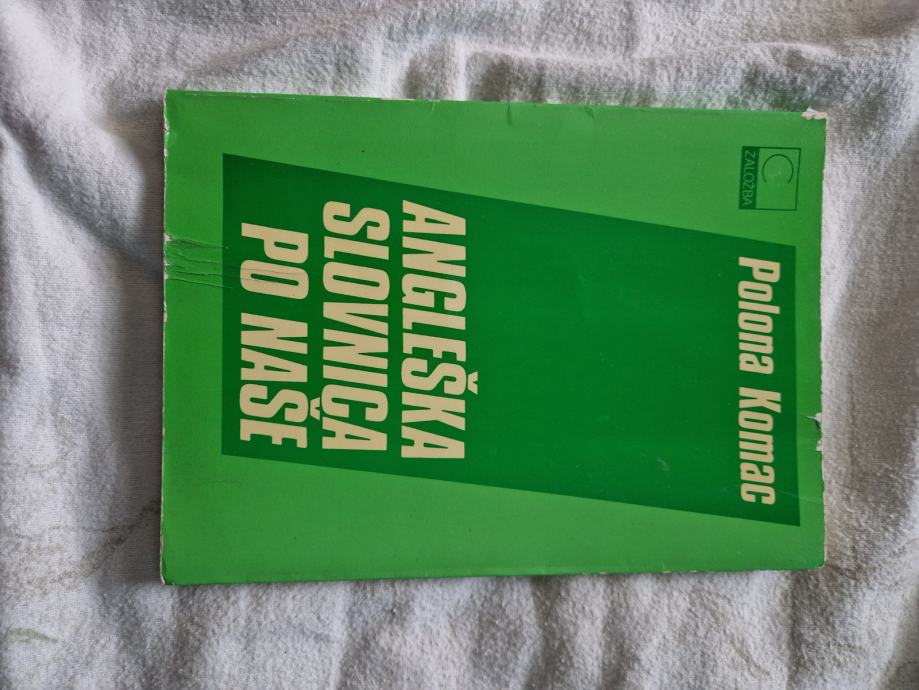 ZALOŽBA
Polona Komac
ANGLEŠKA
SLOVNICA
PO NAŠE